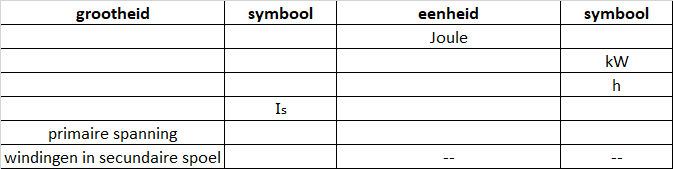 grootheid symbool eenheid symbool
Joule
kW
h
Is
primaire spanning
windingen in secundaire spoel -- --